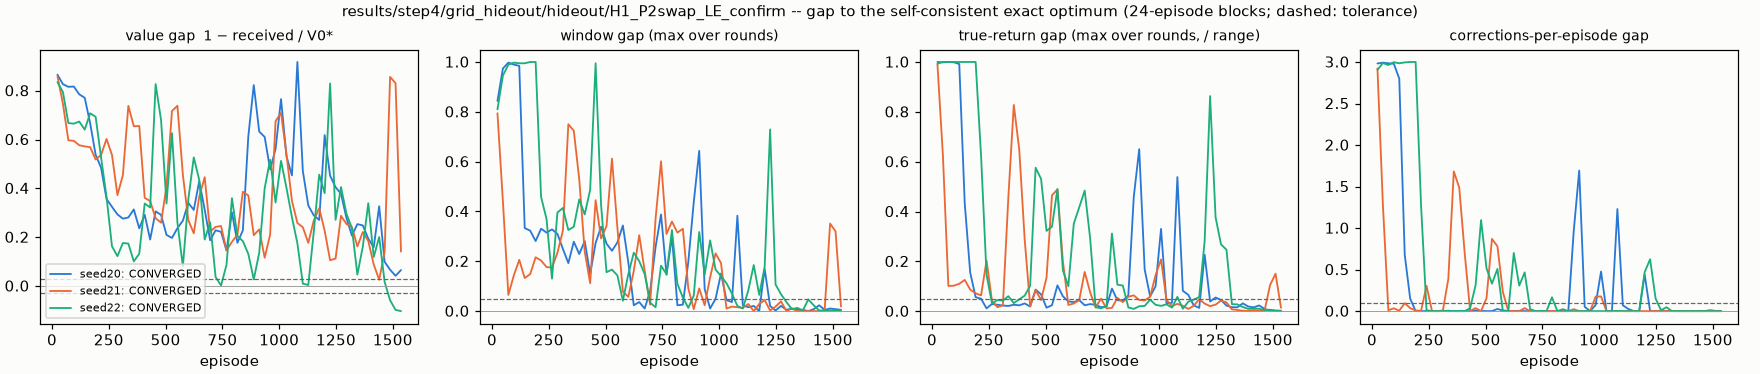 results/step4/grid_hideout/hideout/H1_P2swap_LE_confirm -- gap to the self-consistent exact optimum (24-episode blocks; dashed: tolerance)
value gap 1 − received / V0*
window gap (max over rounds)
true-return gap (max over rounds, / range)
corrections-per-episode gap
0.8
0.6
0.4
0.2
0.0
seed20: CONVERGED
seed21: CONVERGED
seed22: CONVERGED
0 250 500 750 1000 1250 1500
episode
1.0
0.8
0.6
0.4
0.2
0.0
0 250 500 750 1000 1250 1500
episode
1.0
0.8
0.6
0.4
0.2
0.0
0 250 500 750 1000 1250 1500
episode
3.0
2.5
2.0
1.5
1.0
0.5
0.0
0 250 500 750 1000 1250 1500
episode